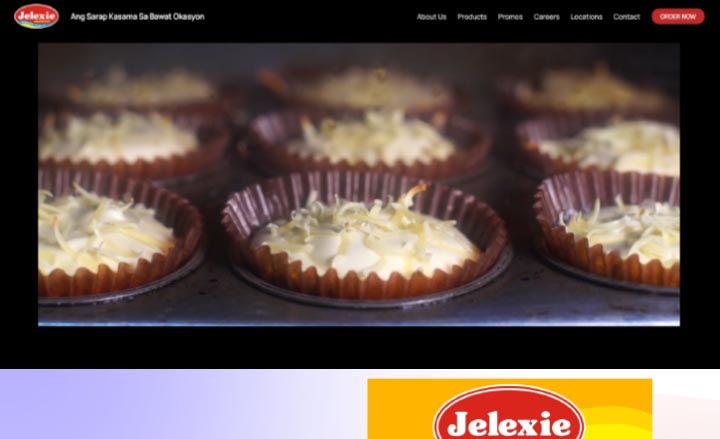 Jelexie
Ang Sarap Kasama Sa Bawat Okasyon
About Us Products Promos Careers Locations Contact ORDER NOW
Jelexie